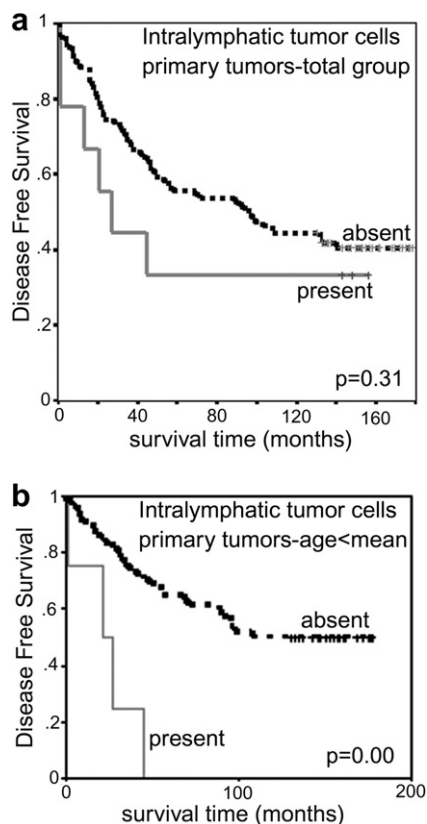 a
Intralymphatic tumor cells
primary tumors-total group
1
.8
.6
.4
.2
0
Disease Free Survival
absent
present
p=0.31
0 40 80 120 160
survival time (months)
b
Intralymphatic tumor cells
primary tumors-age<mean
1
.8
.6
.4
.2
0
Disease Free Survival
absent
present
p=0.00
0 100 200
survival time (months)